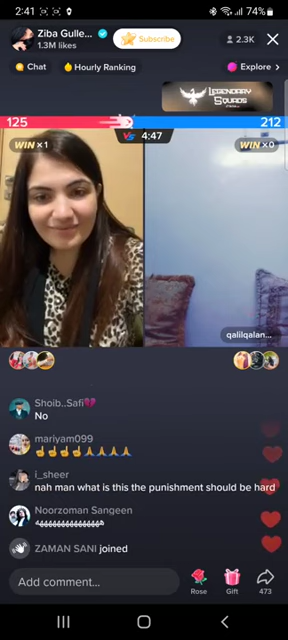 2:41
74%
Ziba Gulle...
1.3M likes
Subscribe
2.3K
Chat
Hourly Ranking
Explore >
LEGENDARY
SQUADS
125
212
WIN ×1
VS 4:47
WIN ×0
qalilqalan...
Shoib..Safi💔
No
mariyam099
☝☝☝☝🙏🙏🙏🙏
i_sheer
nah man what is this the punishment should be hard
Noorzoman Sangeen
ZAMAN SANI joined
Add comment...
Rose
Gift
473